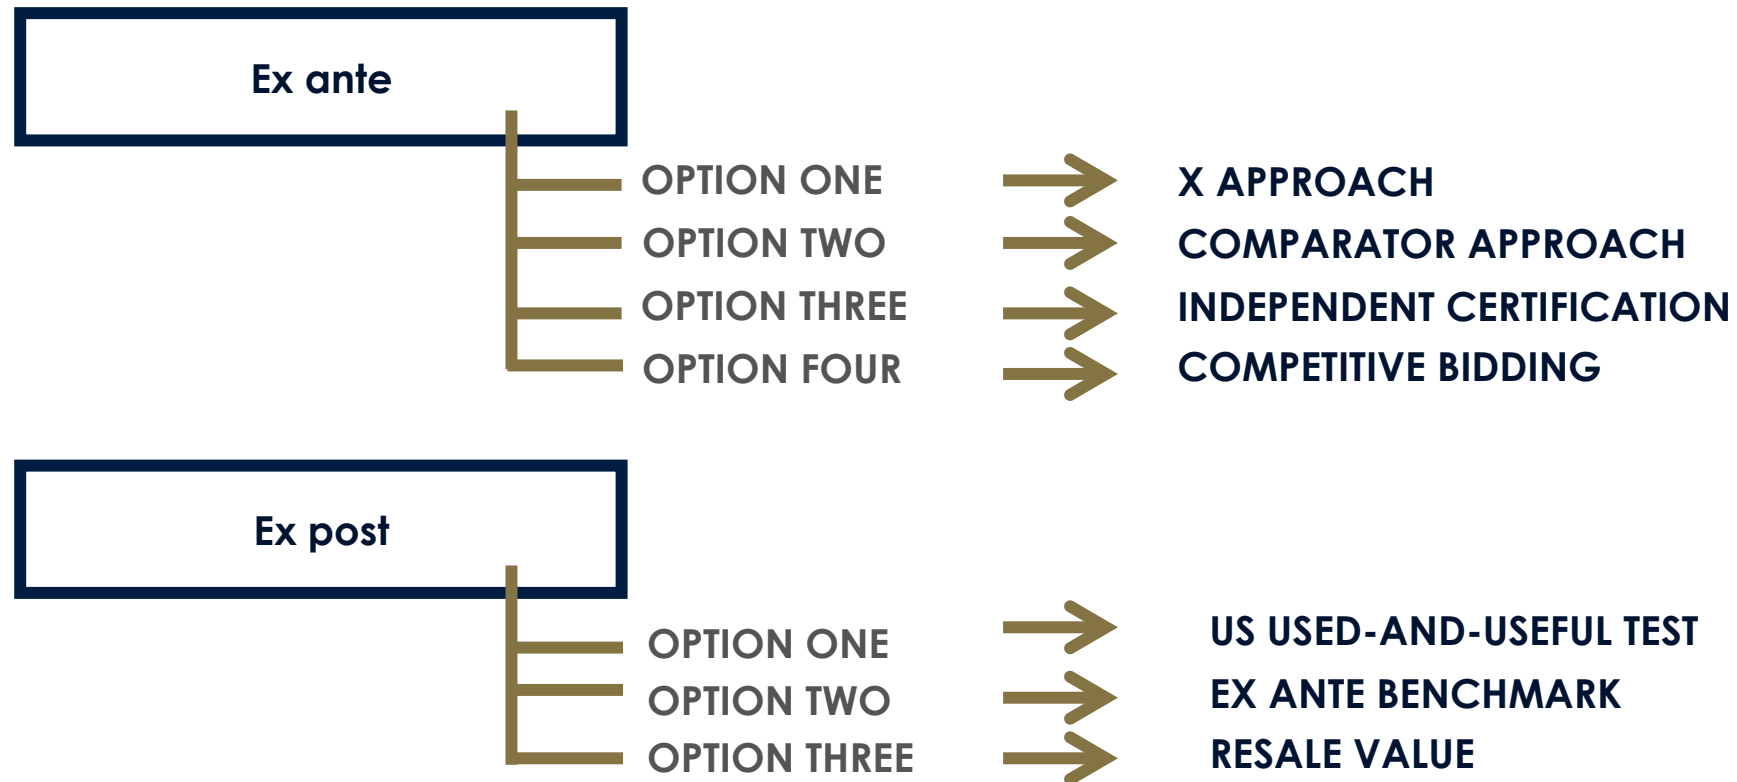 Ex ante
OPTION ONE X APPROACH
OPTION TWO COMPARATOR APPROACH
OPTION THREE INDEPENDENT CERTIFICATION
OPTION FOUR COMPETITIVE BIDDING
Ex post
OPTION ONE US USED-AND-USEFUL TEST
OPTION TWO EX ANTE BENCHMARK
OPTION THREE RESALE VALUE